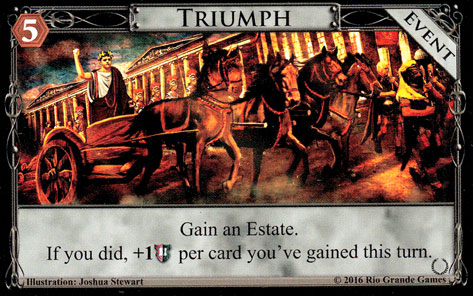 TRIUMPH
5
EVENT
Gain an Estate.
If you did, +1 per card you've gained this turn.
Illustration: Joshua Stewart
© 2016 Rio Grande Games